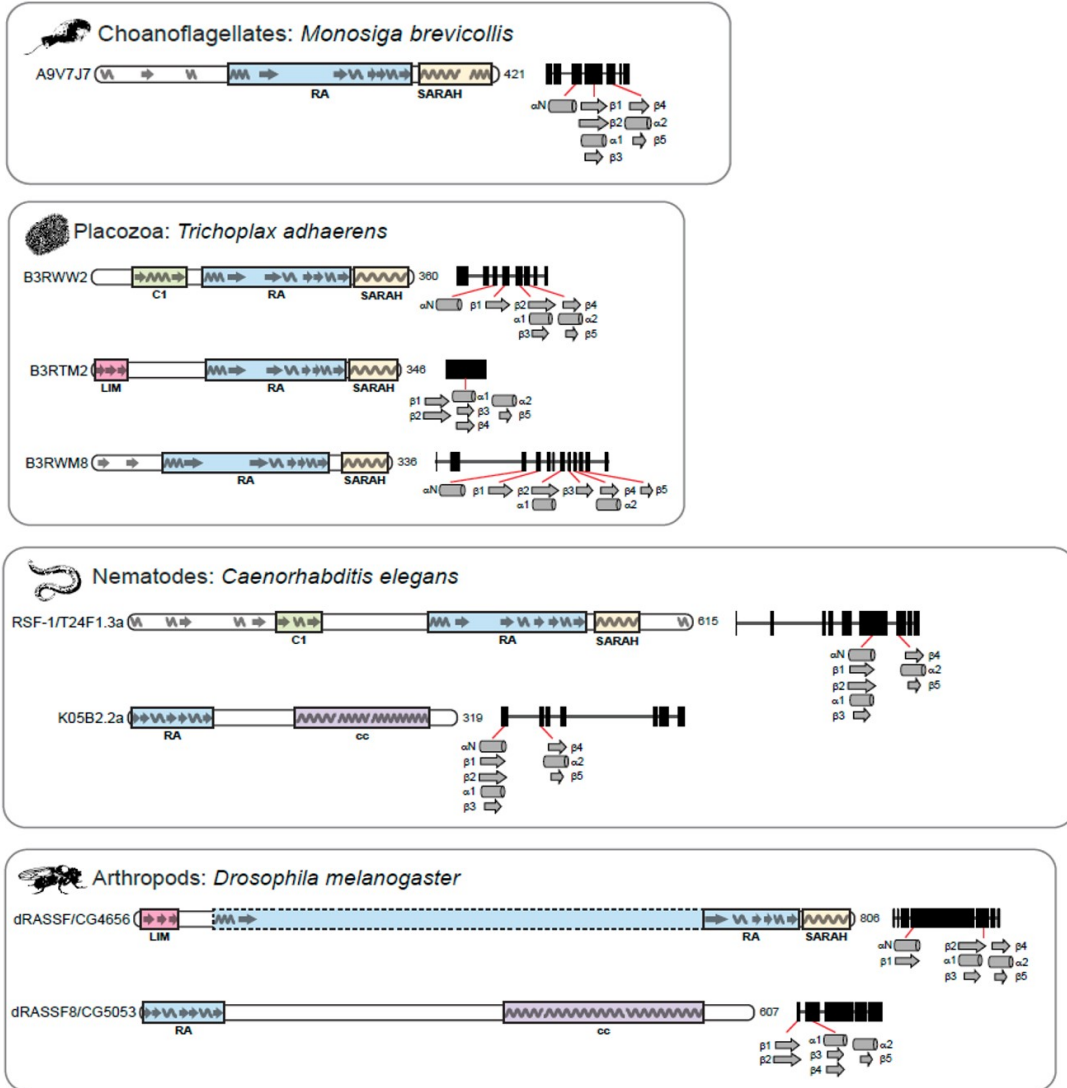 Choanoflagellates: Monosiga brevicollis
A9V7J7 421
RA SARAH
αN β1 β4
β2 α2
α1 β5
β3
Placozoa: Trichoplax adhaerens
B3RWW2 360
C1 RA SARAH
αN β1 β2 β4
α1 α2
β3 β5
B3RTM2 346
LIM RA SARAH
β1 α1 α2
β2 β3 β5
β4
B3RWM8 336
RA SARAH
αN β1 β2 β3 β4 β5
α1 α2
Nematodes: Caenorhabditis elegans
RSF-1/T24F1.3a 615
C1 RA SARAH
αN β4
β1 α2
β2 β5
α1
β3
K05B2.2a 319
RA cc
αN β4
β1 α2
β2 β5
α1
β3
Arthropods: Drosophila melanogaster
dRASSF/CG4656 806
LIM RA SARAH
αN β2 β4
β1 α1 α2
β3 β5
dRASSF8/CG5053 607
RA cc
β1 α1 α2
β2 β3 β5
β4